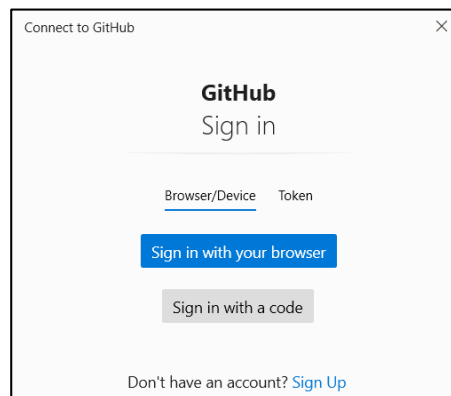 Connect to GitHub
GitHub
Sign in
Browser/Device Token
Sign in with your browser
Sign in with a code
Don't have an account? Sign Up